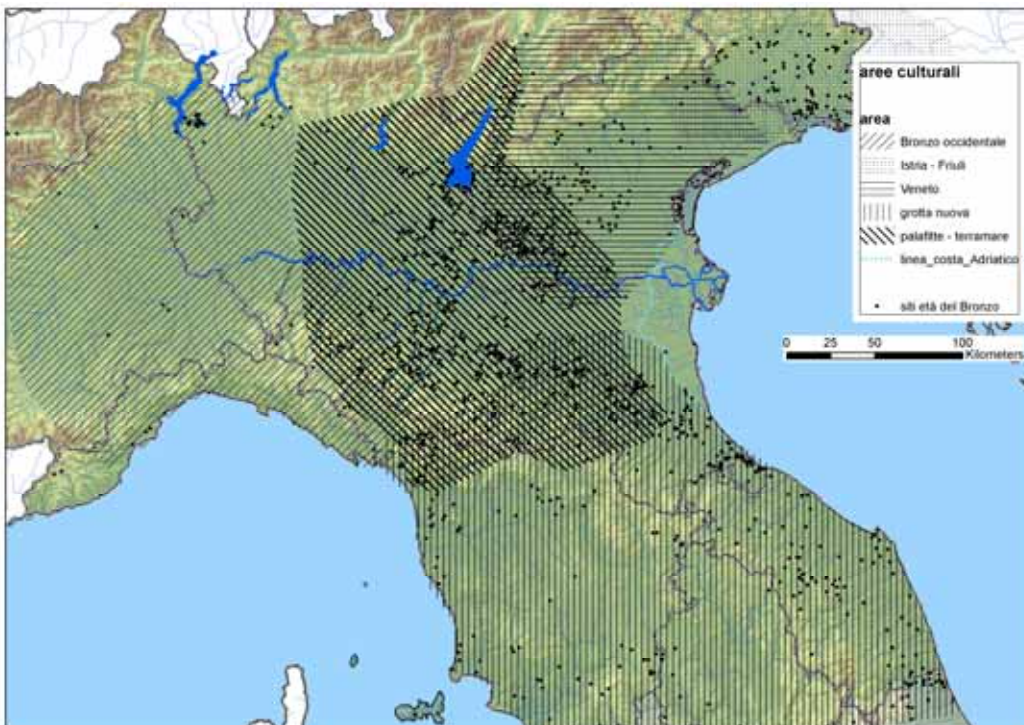 aree culturali
area
Bronzo occidentale
Istria - Friuli
Veneto
grotta nuova
palafitte - terramare
linea_costa_Adriatico
siti età del Bronzo
0 25 50 100
Kilometers